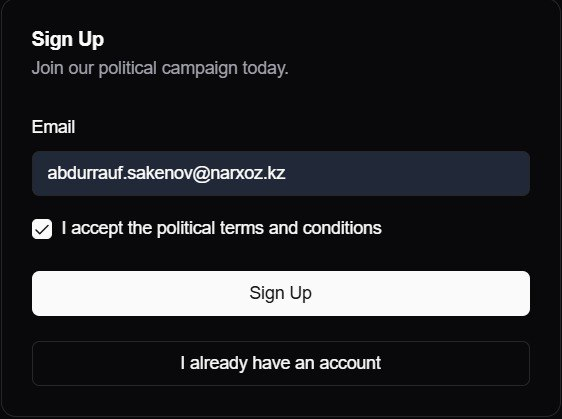 Sign Up
Join our political campaign today.
Email
abdurrauf.sakenov@narxoz.kz
I accept the political terms and conditions
Sign Up
I already have an account